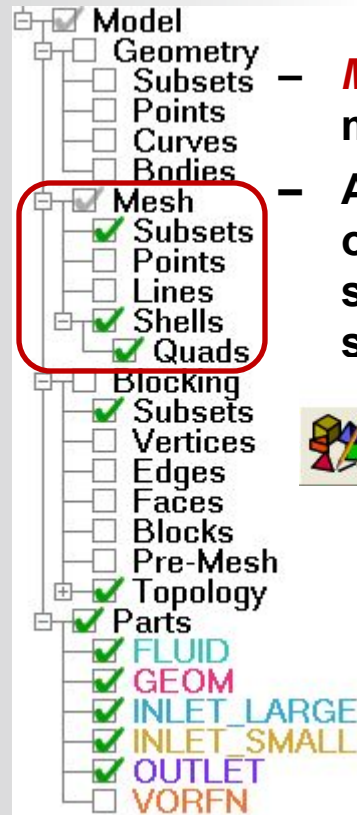 Model
Geometry
Subsets
Points
Curves
Bodies
Mesh
Subsets
Points
Lines
Shells
Quads
Blocking
Subsets
Vertices
Edges
Faces
Blocks
Pre-Mesh
Topology
Parts
FLUID
GEOM
INLET_LARGE
INLET_SMALL
OUTLET
VORFN
– M
n
– A
c
s
s